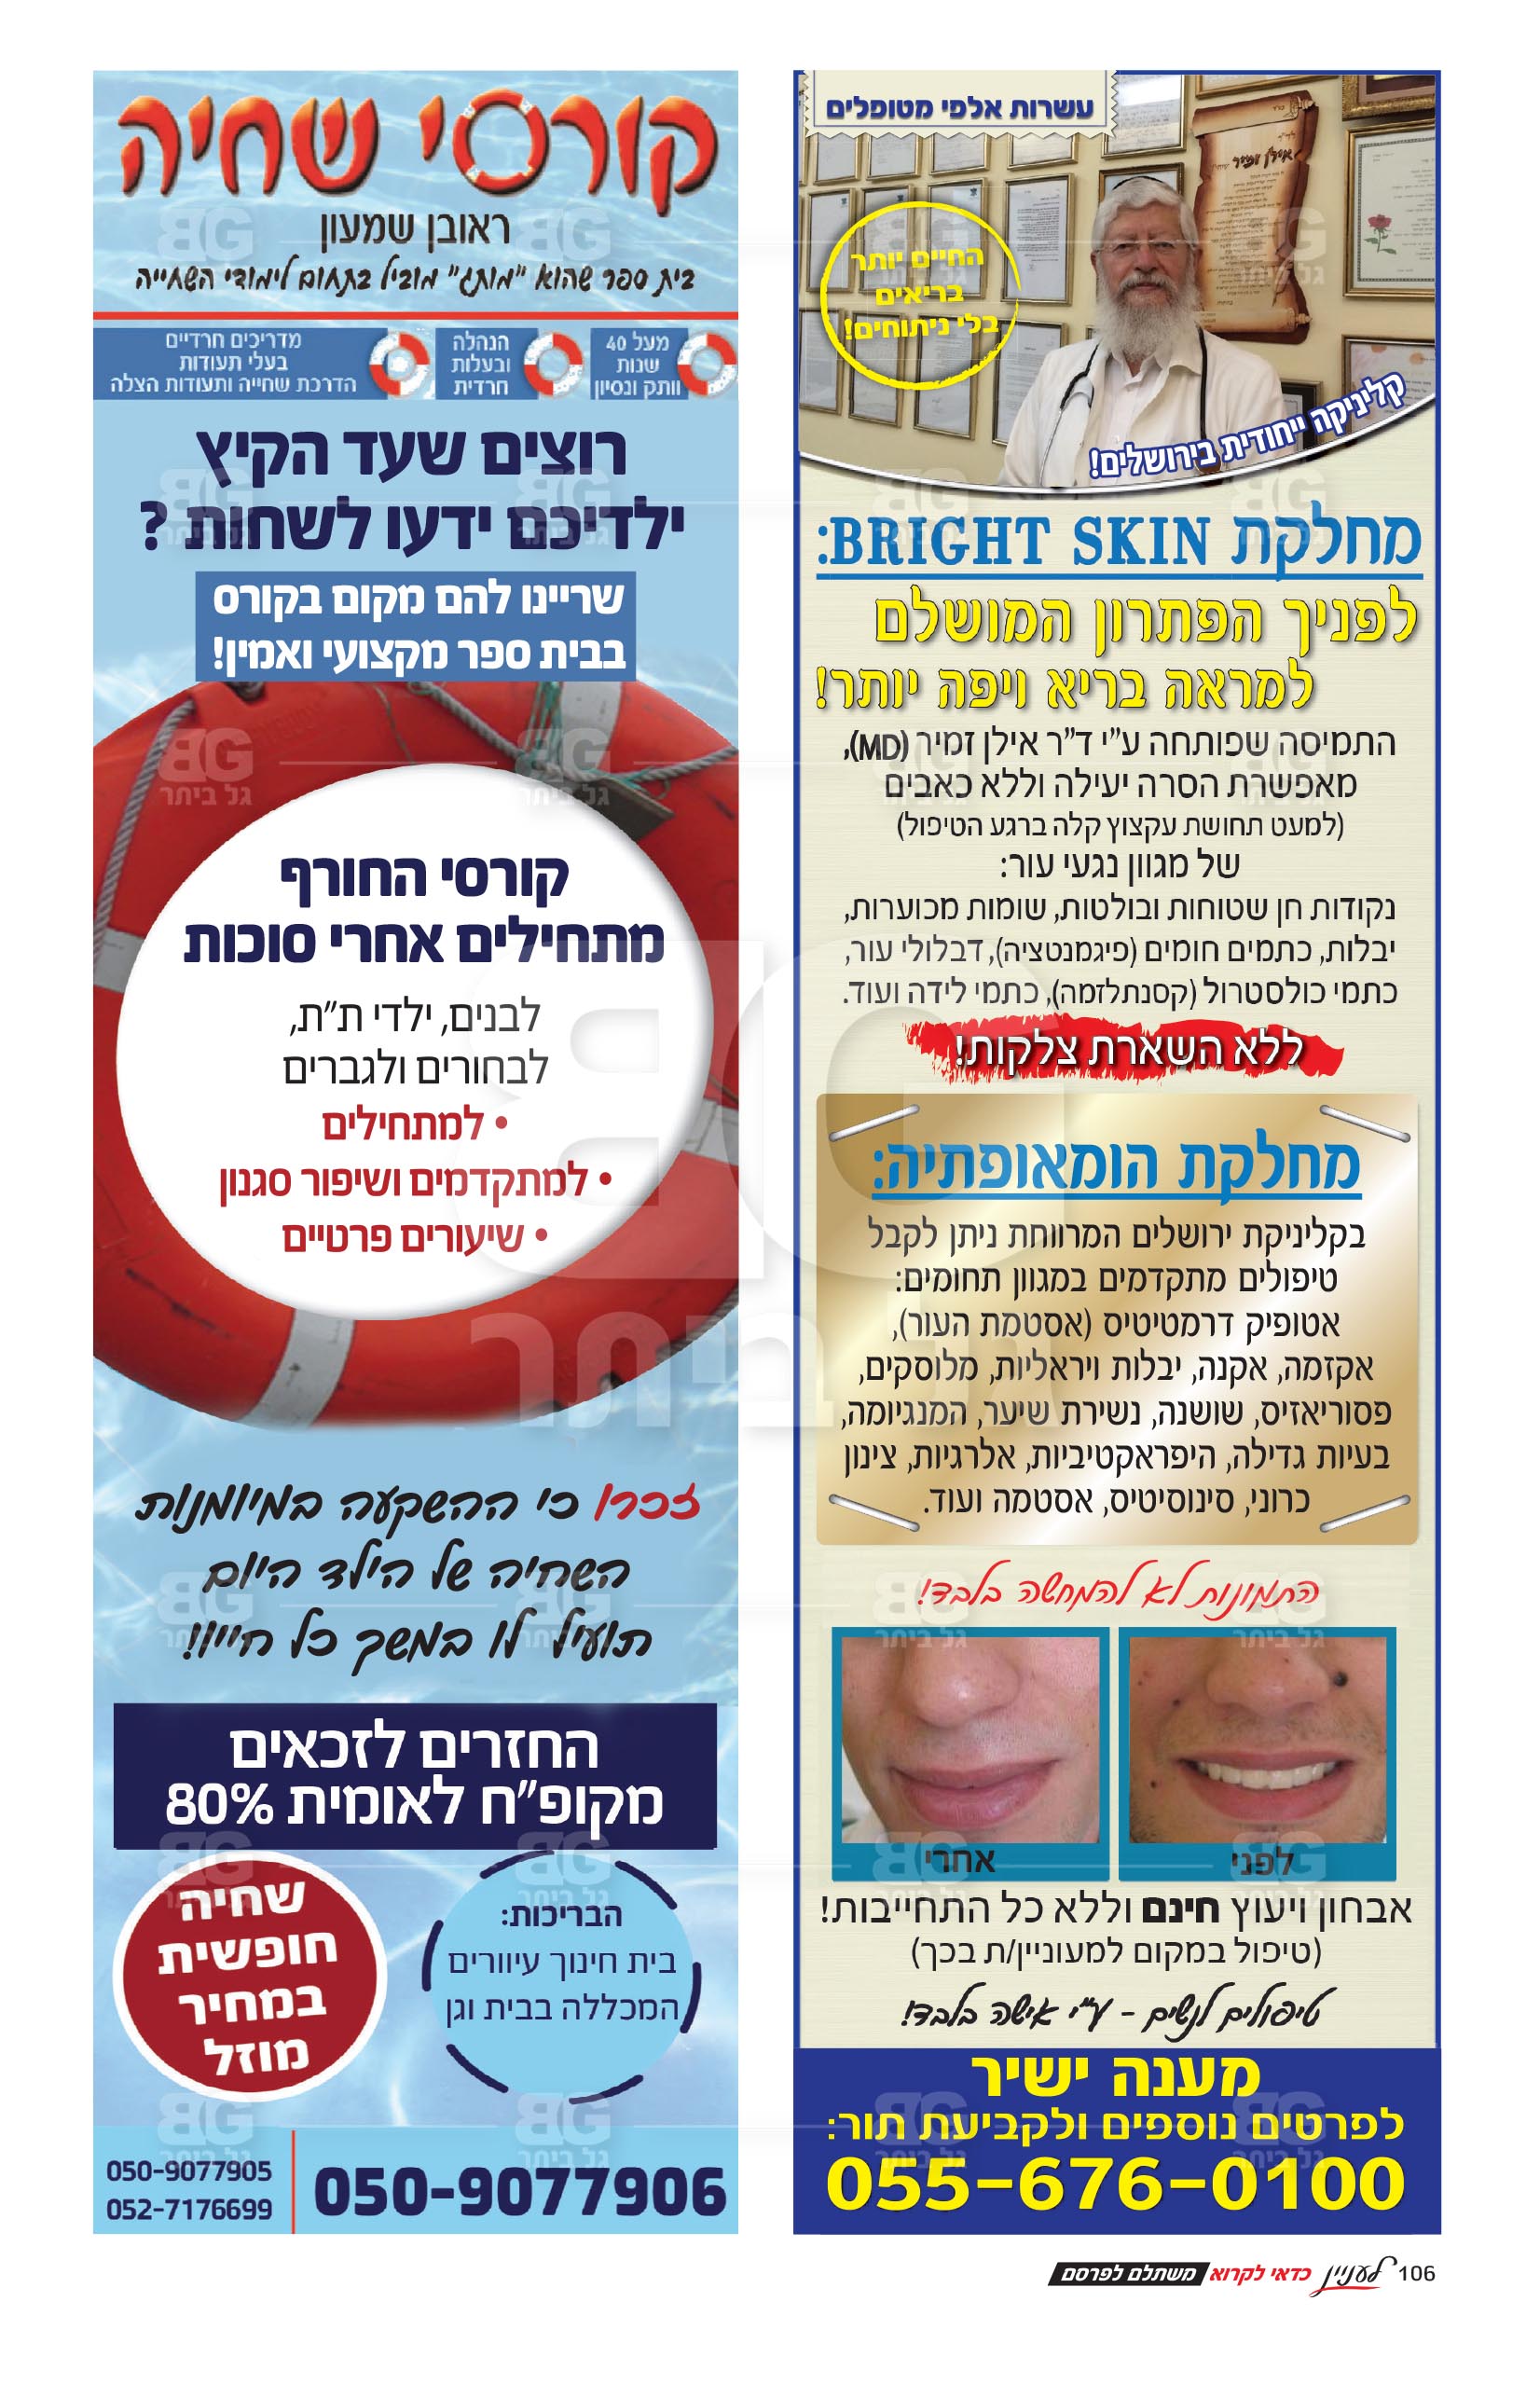 עשרות אלפי מטופלים
אילן זמיר
החיים יותר
בריאים
בלי ניתוחים!
קליניקה ייחודית בירושלים!
מחלקת BRIGHT SKIN:
לפניך הפתרון המושלם
למראה בריא ויפה יותר!
התמיסה שפותחה ע"י ד"ר אילן זמיר (MD),
מאפשרת הסרה יעילה וללא כאבים
(למעט תחושת עקצוץ קלה ברגע הטיפול)
של מגוון נגעי עור:
נקודות חן שטוחות ובולטות, שומות מכוערות,
יבלות, כתמים חומים (פיגמנטציה), דבלולי עור,
כתמי כולסטרול (קסנתלזמה), כתמי לידה ועוד.
ללא השארת צלקות!
מחלקת הומאופתיה:
בקליניקת ירושלים המרווחת ניתן לקבל
טיפולים מתקדמים במגוון תחומים:
אטופיק דרמטיטיס (אסטמת העור),
אקזמה, אקנה, יבלות ויראליות, מלוסקים,
פסוריאזיס, שושנה, נשירת שיער, המנגיומה,
בעיות גדילה, היפראקטיביות, אלרגיות, צינון
כרוני, סינוסיטיס, אסטמה ועוד.
התמונות לא להמחשה בלבד!
לפני
אחרי
אבחון ויעוץ חינם וללא כל התחייבות!
(טיפול במקום למעוניין/ת בכך)
טיפולים לנשים - ע"י אישה בלבד!
מענה ישיר
לפרטים נוספים ולקביעת תור:
055-676-0100
קורסי שחיה
ראובן שמעון
בית ספר שהוא "מותג" מוביל בתחום לימודי השחייה
מעל 40
שנות
וותק ונסיון
הנהלה
ובעלות
חרדית
מדריכים חרדיים
בעלי תעודות
הדרכת שחייה ותעודות הצלה
רוצים שעד הקיץ
ילדיכם ידעו לשחות ?
שריינו להם מקום בקורס
בבית ספר מקצועי ואמין!
קורסי החורף
מתחילים אחרי סוכות
לבנים, ילדי ת"ת,
לבחורים ולגברים
• למתחילים
• למתקדמים ושיפור סגנון
• שיעורים פרטיים
זכרו כי ההשקעה במיומנות
השחיה של הילד היום
תועיל לו במשך כל חייו!
החזרים לזכאים
מקופ"ח לאומית 80%
הבריכות:
בית חינוך עיוורים
המכללה בבית וגן
שחיה
חופשית
במחיר
מוזל
050-9077906
050-9077905
052-7176699
106 לעניין כדאי לקרוא משתלם לפרסם
BG
גל ביתר